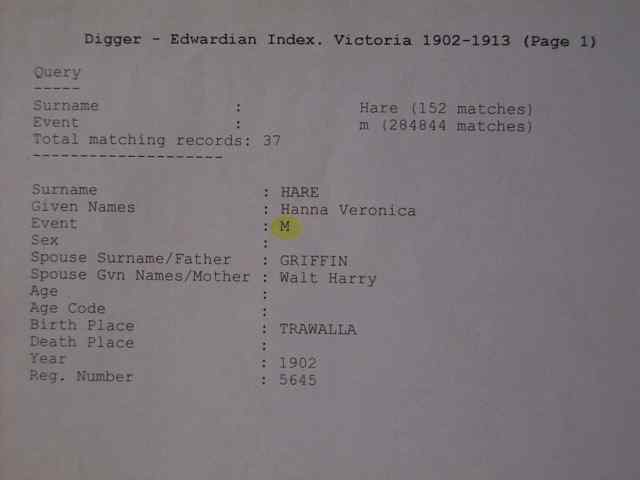 Digger - Edwardian Index. Victoria 1902-1913 (Page 1)
Query
-----
Surname : Hare (152 matches)
Event : m (284844 matches)
Total matching records: 37
--------------------
Surname : HARE
Given Names : Hanna Veronica
Event : M
Sex :
Spouse Surname/Father : GRIFFIN
Spouse Gvn Names/Mother : Walt Harry
Age :
Age Code :
Birth Place : TRAWALLA
Death Place :
Year : 1902
Reg. Number : 5645